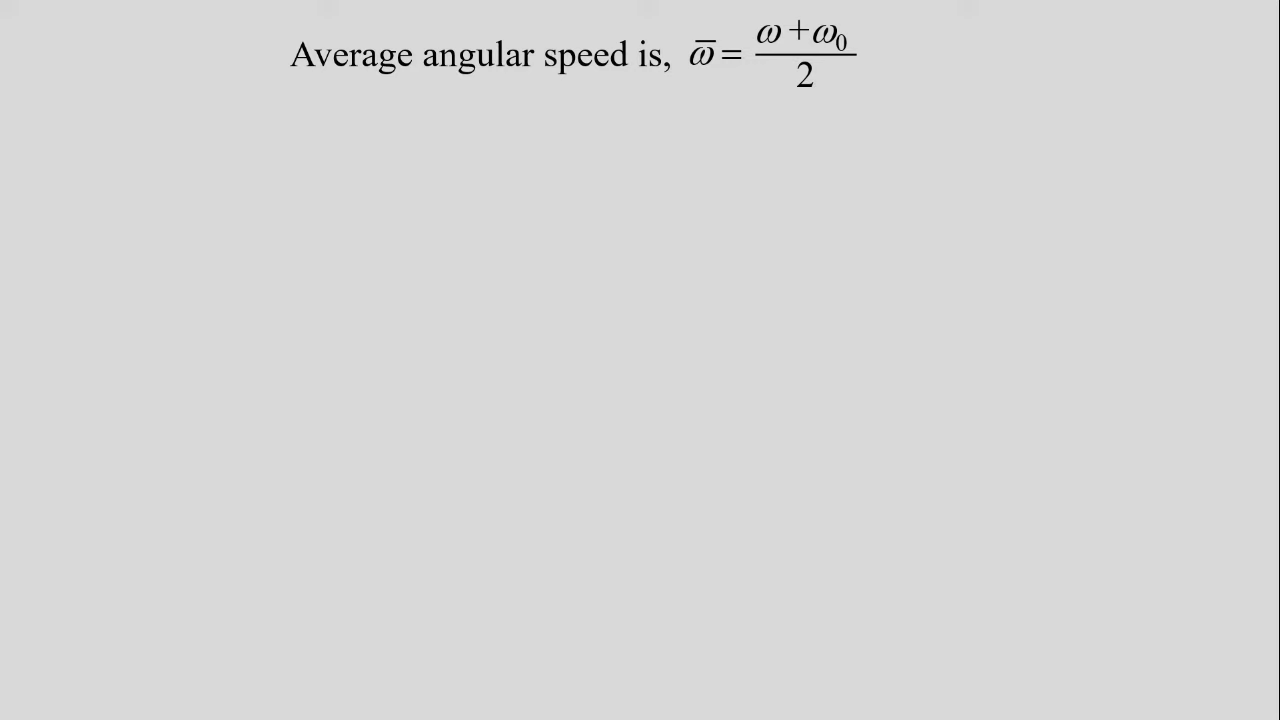 Average angular speed is, ω̄ = (ω + ω₀) / 2